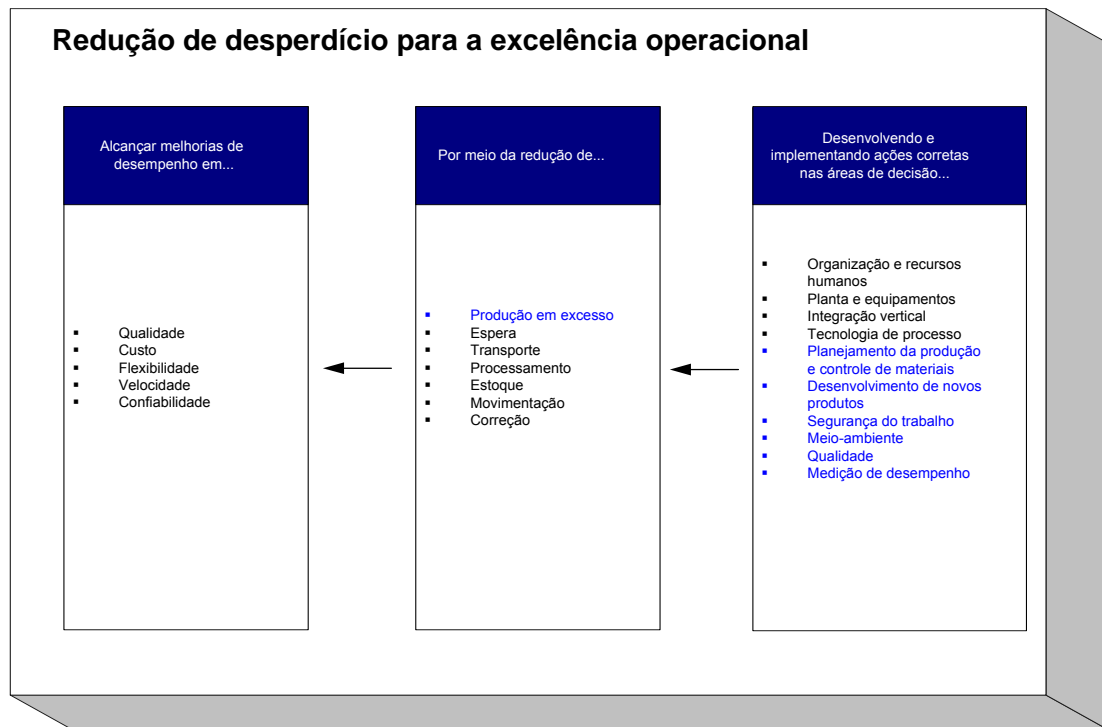 Redução de desperdício para a excelência operacional
Alcançar melhorias de
desempenho em...
▪ Qualidade
▪ Custo
▪ Flexibilidade
▪ Velocidade
▪ Confiabilidade
Por meio da redução de...
▪ Produção em excesso
▪ Espera
▪ Transporte
▪ Processamento
▪ Estoque
▪ Movimentação
▪ Correção
Desenvolvendo e
implementando ações corretas
nas áreas de decisão...
▪ Organização e recursos
humanos
▪ Planta e equipamentos
▪ Integração vertical
▪ Tecnologia de processo
▪ Planejamento da produção
e controle de materiais
▪ Desenvolvimento de novos
produtos
▪ Segurança do trabalho
▪ Meio-ambiente
▪ Qualidade
▪ Medição de desempenho